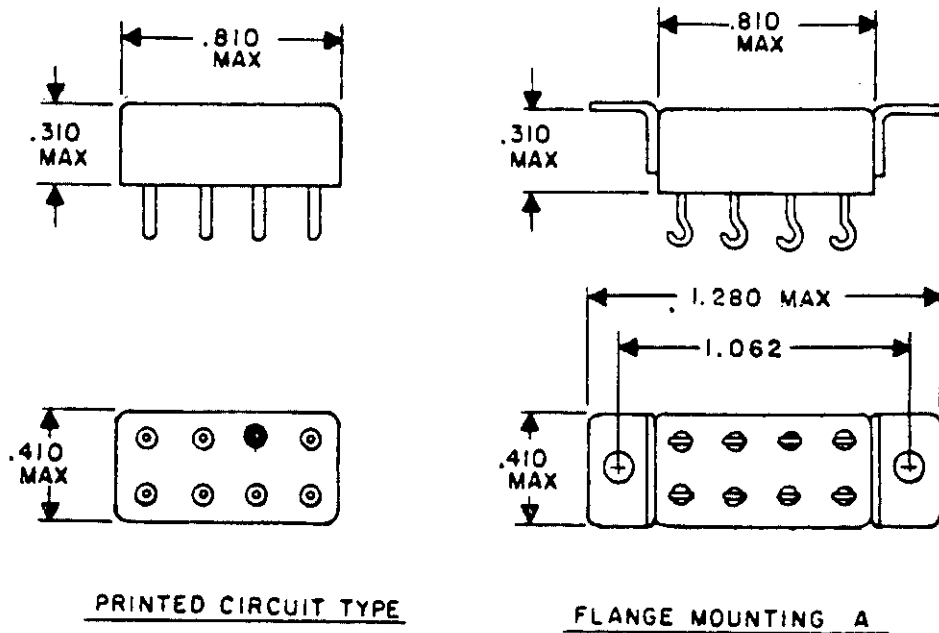 .810
MAX
.810
MAX
.310
MAX
.310
MAX
1.280 MAX
1.062
.410
MAX
.410
MAX
PRINTED CIRCUIT TYPE
FLANGE MOUNTING A